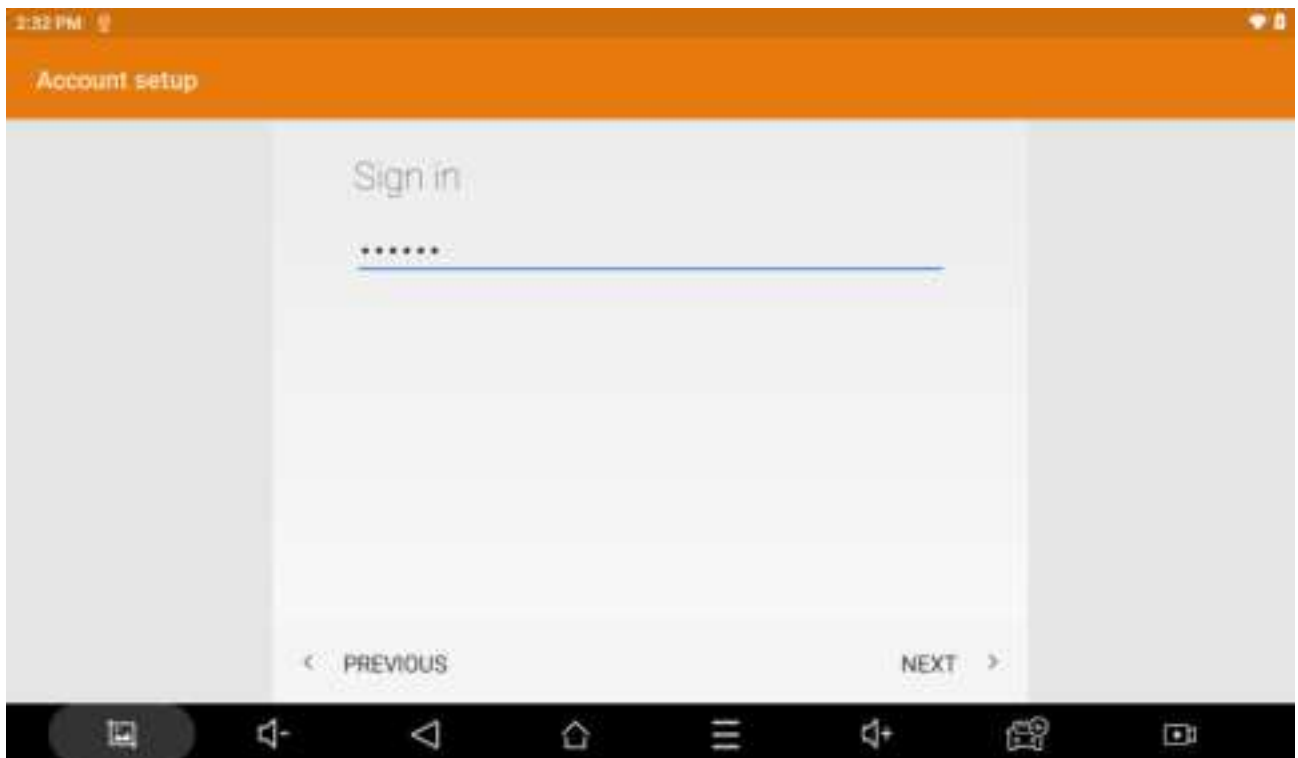 2:32 PM
Account setup
Sign in
••••••
PREVIOUS
NEXT